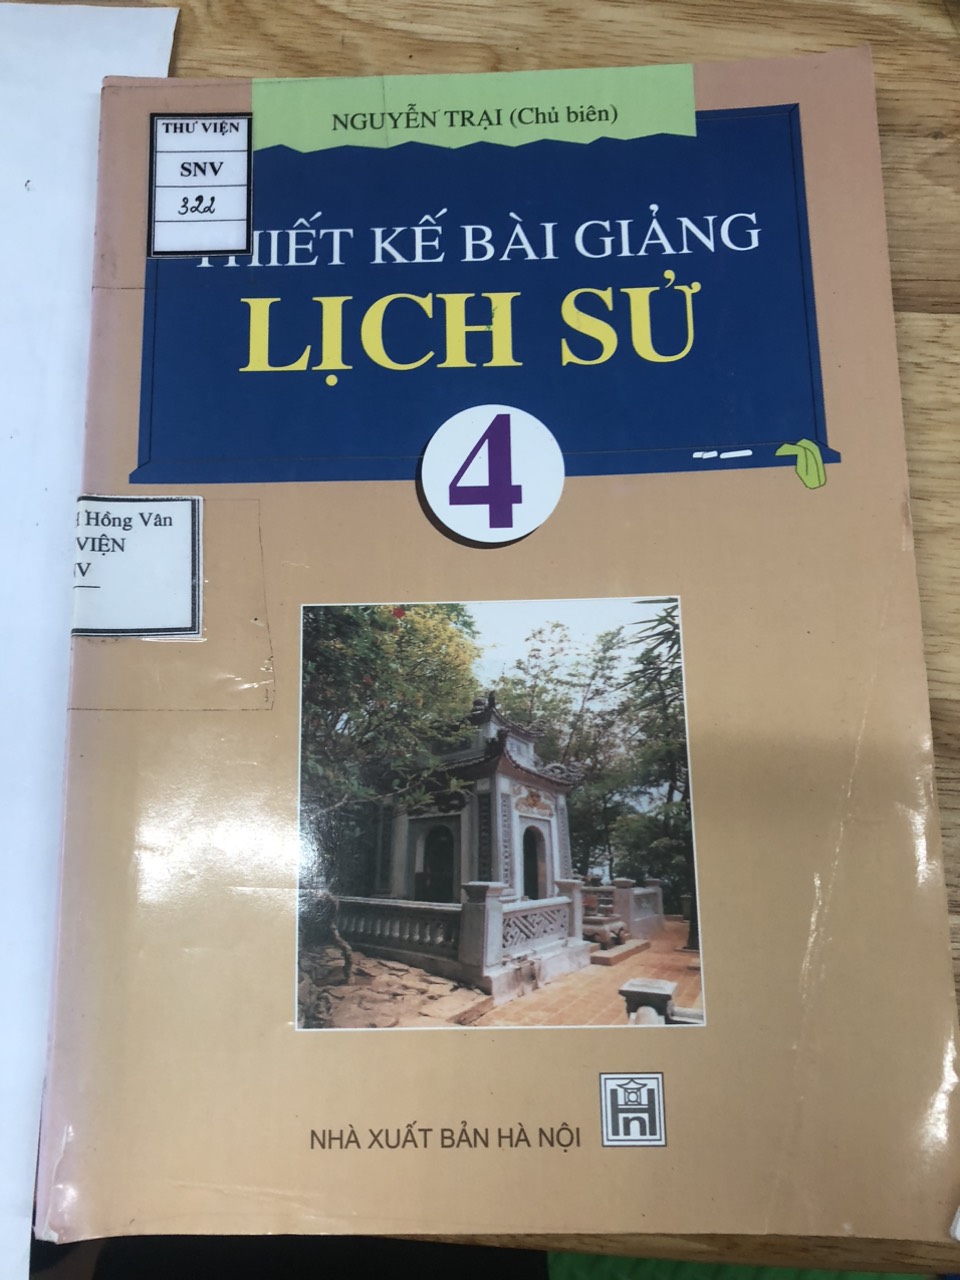 NGUYỄN TRẠI (Chủ biên)
THƯ VIỆN
SNV
322
THIẾT KẾ BÀI GIẢNG
LỊCH SỬ
4
Hồng Vân
VIỆN
NHÀ XUẤT BẢN HÀ NỘI
Hn